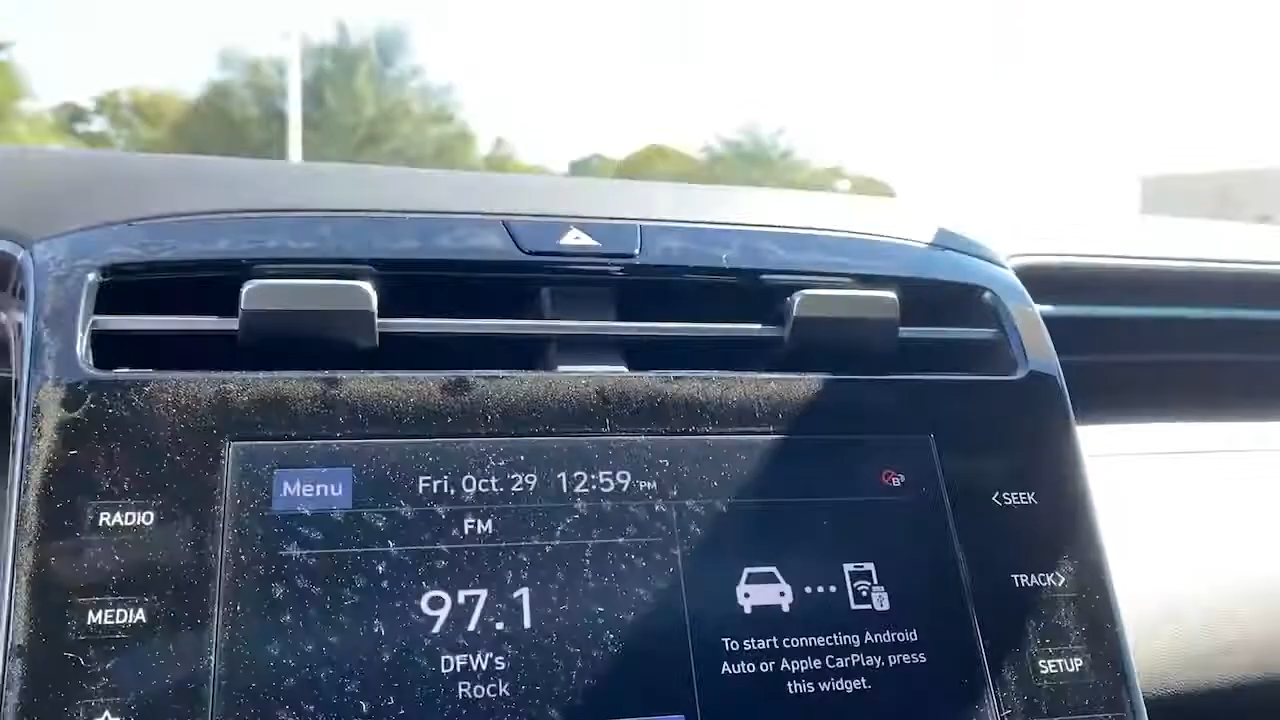 Menu
Fri, Oct. 29 12:59 PM
FM
97.1
DFW's
Rock
To start connecting Android
Auto or Apple CarPlay, press
this widget.
RADIO
MEDIA
<SEEK
TRACK>
SETUP